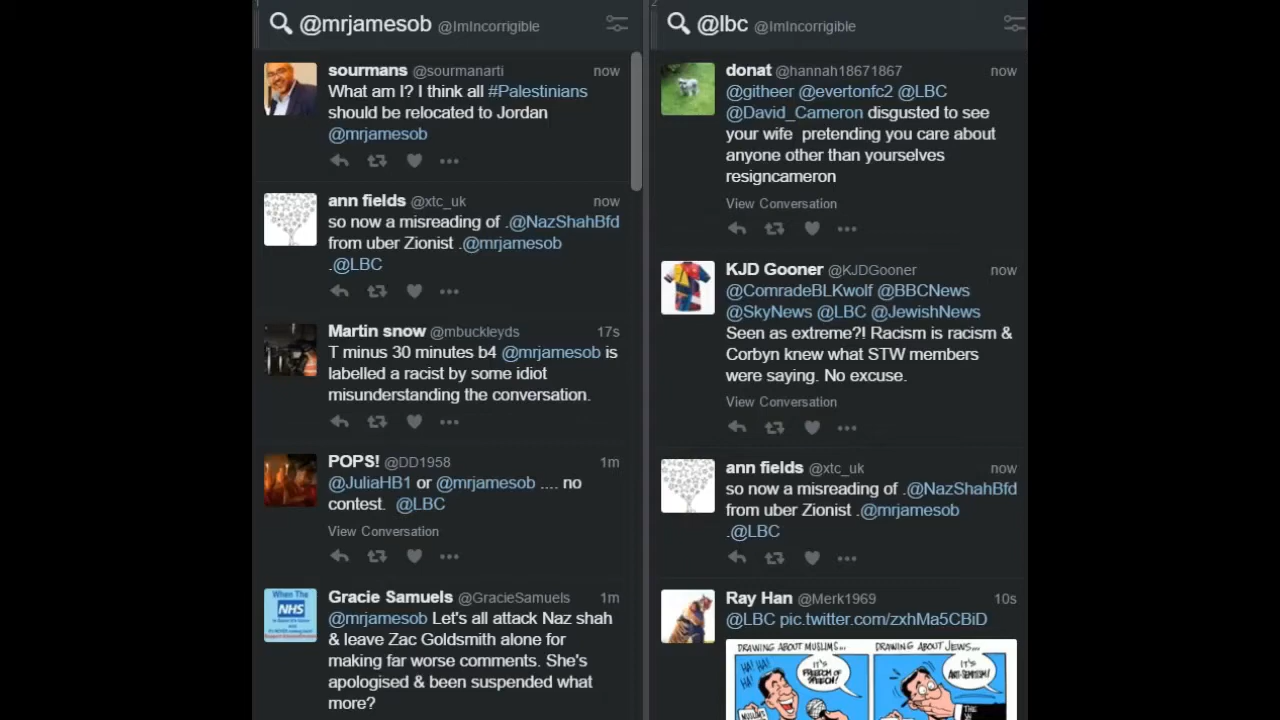 1
@mrjamesob @ImIncorrigible
sourmans @sourmanarti now
What am I? I think all #Palestinians
should be relocated to Jordan
@mrjamesob
ann fields @xtc_uk now
so now a misreading of .@NazShahBfd
from uber Zionist .@mrjamesob
.@LBC
Martin snow @mbuckleyds 17s
T minus 30 minutes b4 @mrjamesob is
labelled a racist by some idiot
misunderstanding the conversation.
POPS! @DD1958 1m
@JuliaHB1 or @mrjamesob .... no
contest. @LBC
View Conversation
When The
NHS
Gracie Samuels @GracieSamuels 1m
@mrjamesob Let's all attack Naz shah
& leave Zac Goldsmith alone for
making far worse comments. She's
apologised & been suspended what
more?
2
@lbc @ImIncorrigible
donat @hannah18671867 now
@githeer @evertonfc2 @LBC
@David_Cameron disgusted to see
your wife pretending you care about
anyone other than yourselves
resigncameron
View Conversation
KJD Gooner @KJDGooner now
@ComradeBLKwolf @BBCNews
@SkyNews @LBC @JewishNews
Seen as extreme?! Racism is racism &
Corbyn knew what STW members
were saying. No excuse.
View Conversation
ann fields @xtc_uk now
so now a misreading of .@NazShahBfd
from uber Zionist .@mrjamesob
.@LBC
Ray Han @Merk1969 10s
@LBC pic.twitter.com/zxhMa5CBiD
DRAWING ABOUT MUSLIMS...
HA! HA!
HA!
IT'S
FREEDOM OF
SPEECH!
DRAWING ABOUT JEWS...
IT'S
ANTI-SEMITISM!
THE